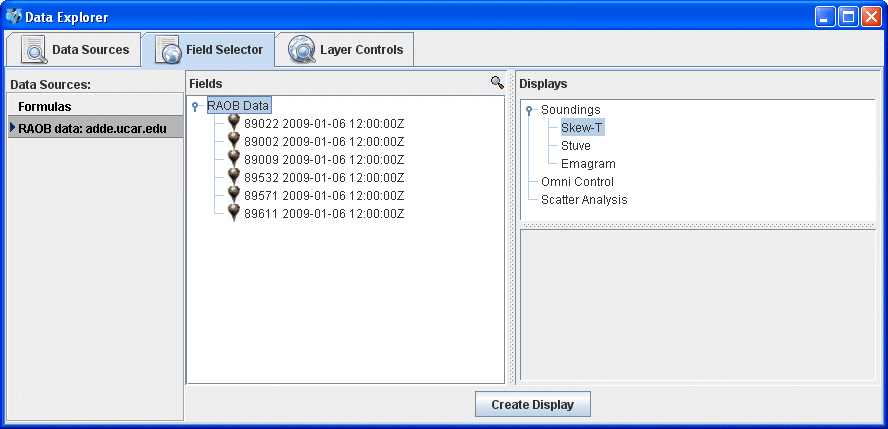 Data Explorer
Data Sources
Field Selector
Layer Controls
Data Sources:
Formulas
RAOB data: adde.ucar.edu
Fields
RAOB Data
89022 2009-01-06 12:00:00Z
89002 2009-01-06 12:00:00Z
89009 2009-01-06 12:00:00Z
89532 2009-01-06 12:00:00Z
89571 2009-01-06 12:00:00Z
89611 2009-01-06 12:00:00Z
Displays
Soundings
Skew-T
Stuve
Emagram
Omni Control
Scatter Analysis
Create Display